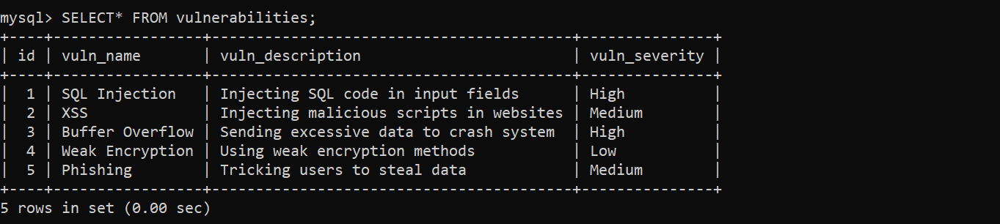 mysql> SELECT* FROM vulnerabilities;
+----+-----------------+-----------------------------------------+---------------+
| id | vuln_name       | vuln_description                        | vuln_severity |
+----+-----------------+-----------------------------------------+---------------+
|  1 | SQL Injection   | Injecting SQL code in input fields      | High          |
|  2 | XSS             | Injecting malicious scripts in websites | Medium        |
|  3 | Buffer Overflow | Sending excessive data to crash system  | High          |
|  4 | Weak Encryption | Using weak encryption methods           | Low           |
|  5 | Phishing        | Tricking users to steal data            | Medium        |
+----+-----------------+-----------------------------------------+---------------+
5 rows in set (0.00 sec)